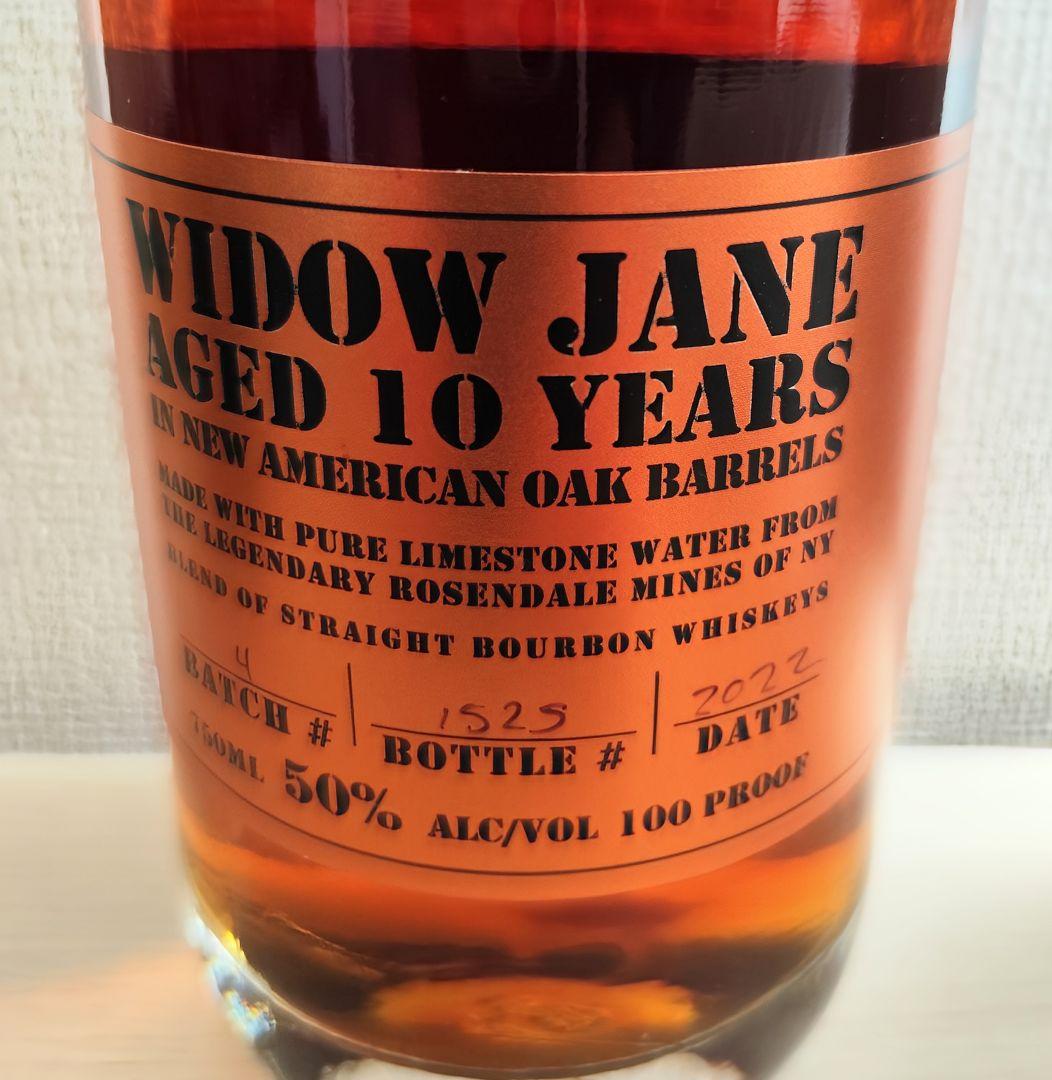 WIDOW JANE
AGED 10 YEARS
IN NEW AMERICAN OAK BARRELS
MADE WITH PURE LIMESTONE WATER FROM
THE LEGENDARY ROSENDALE MINES OF NY
BLEND OF STRAIGHT BOURBON WHISKEYS
4 1525 2022
BATCH # BOTTLE # DATE
750ML 50% ALC/VOL 100 PROOF